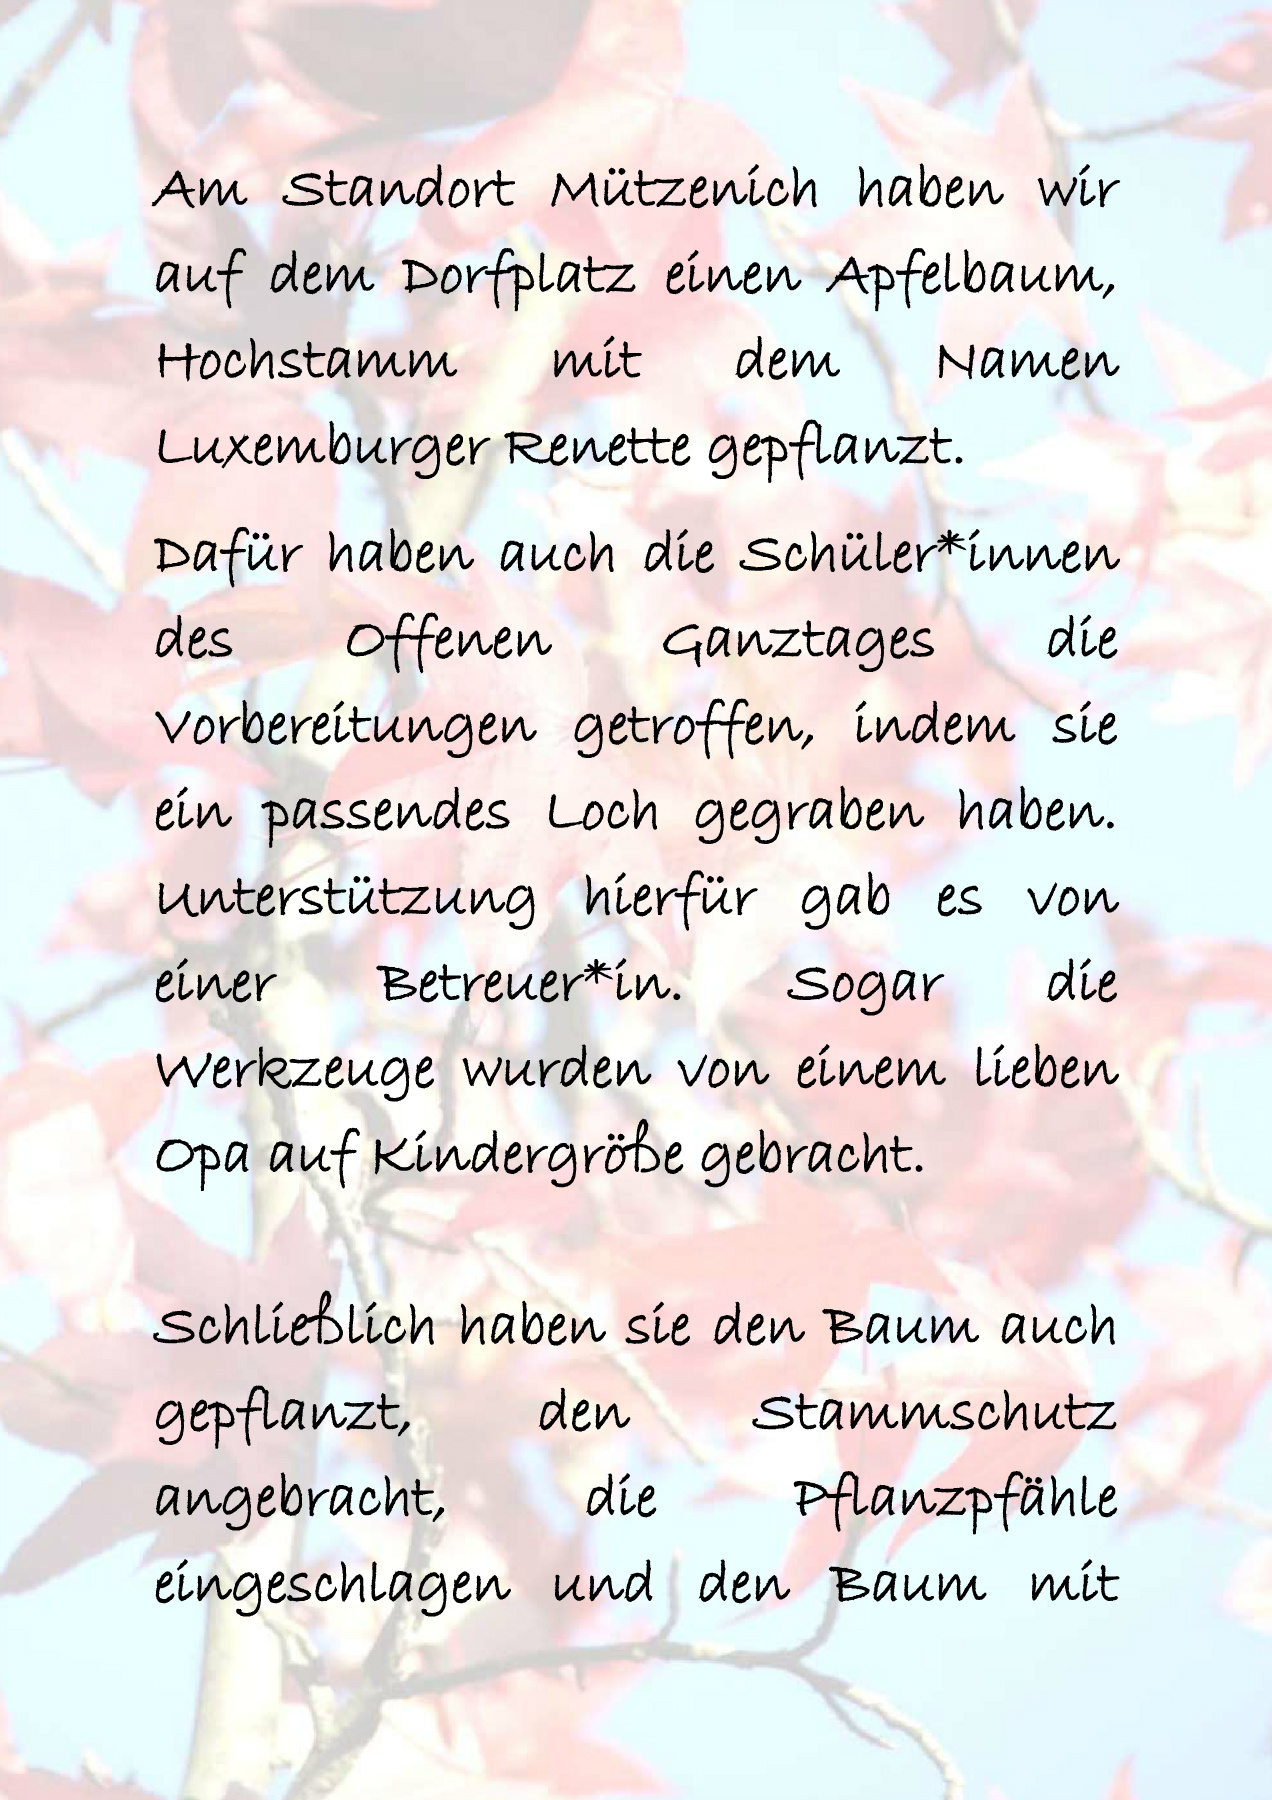 Am Standort Mützenich haben wir
auf dem Dorfplatz einen Apfelbaum,
Hochstamm mit dem Namen
Luxemburger Renette gepflanzt.
Dafür haben auch die Schüler*innen
des Offenen Ganztages die
Vorbereitungen getroffen, indem sie
ein passendes Loch gegraben haben.
Unterstützung hierfür gab es von
einer Betreuer*in. Sogar die
Werkzeuge wurden von einem lieben
Opa auf Kindergröße gebracht.
Schließlich haben sie den Baum auch
gepflanzt, den Stammschutz
angebracht, die Pflanzpfähle
eingeschlagen und den Baum mit